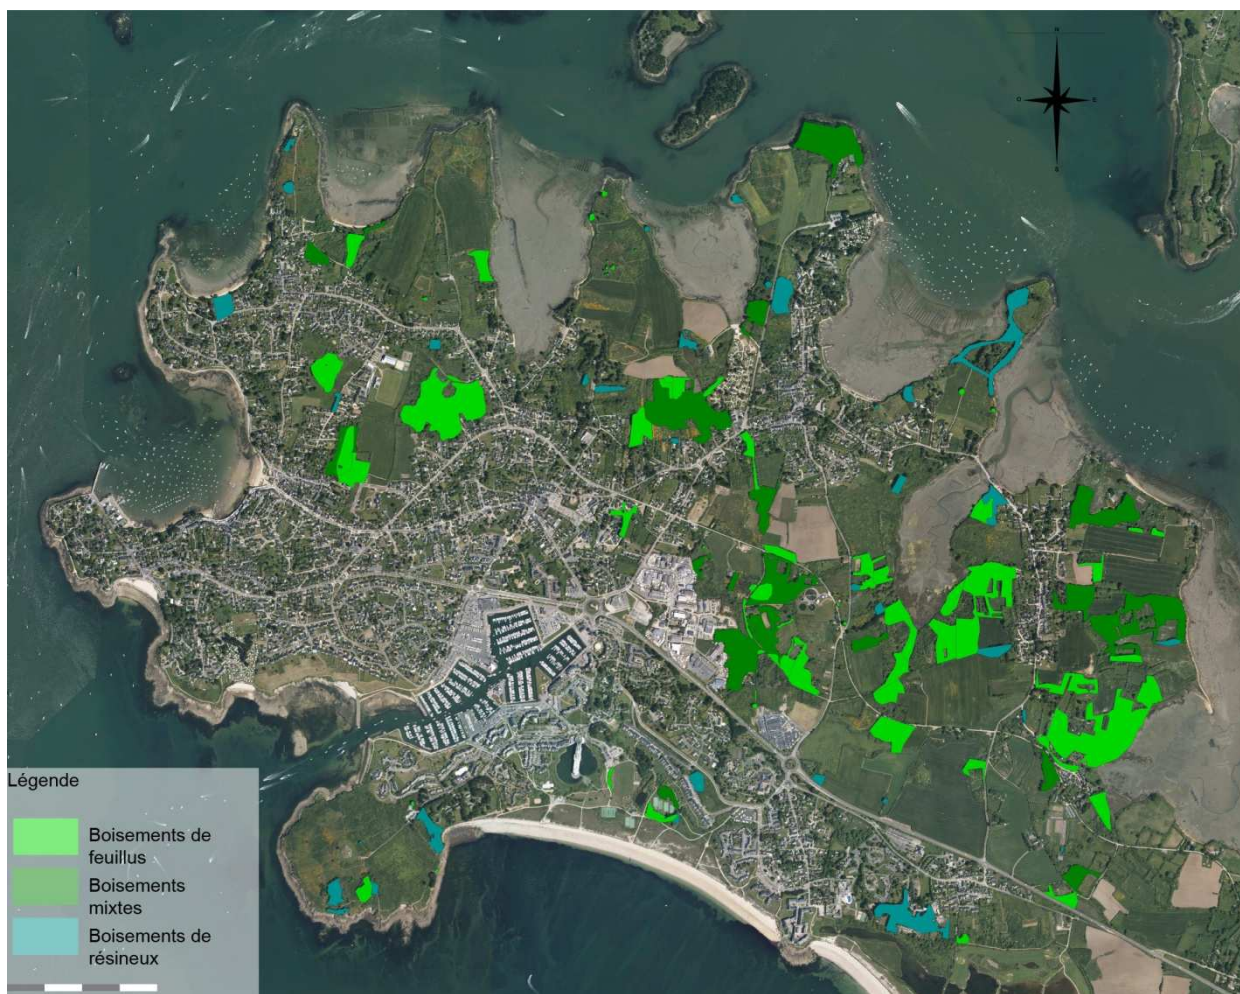 N
O
E
S
Légende
Boisements de
feuillus
Boisements
mixtes
Boisements de
résineux